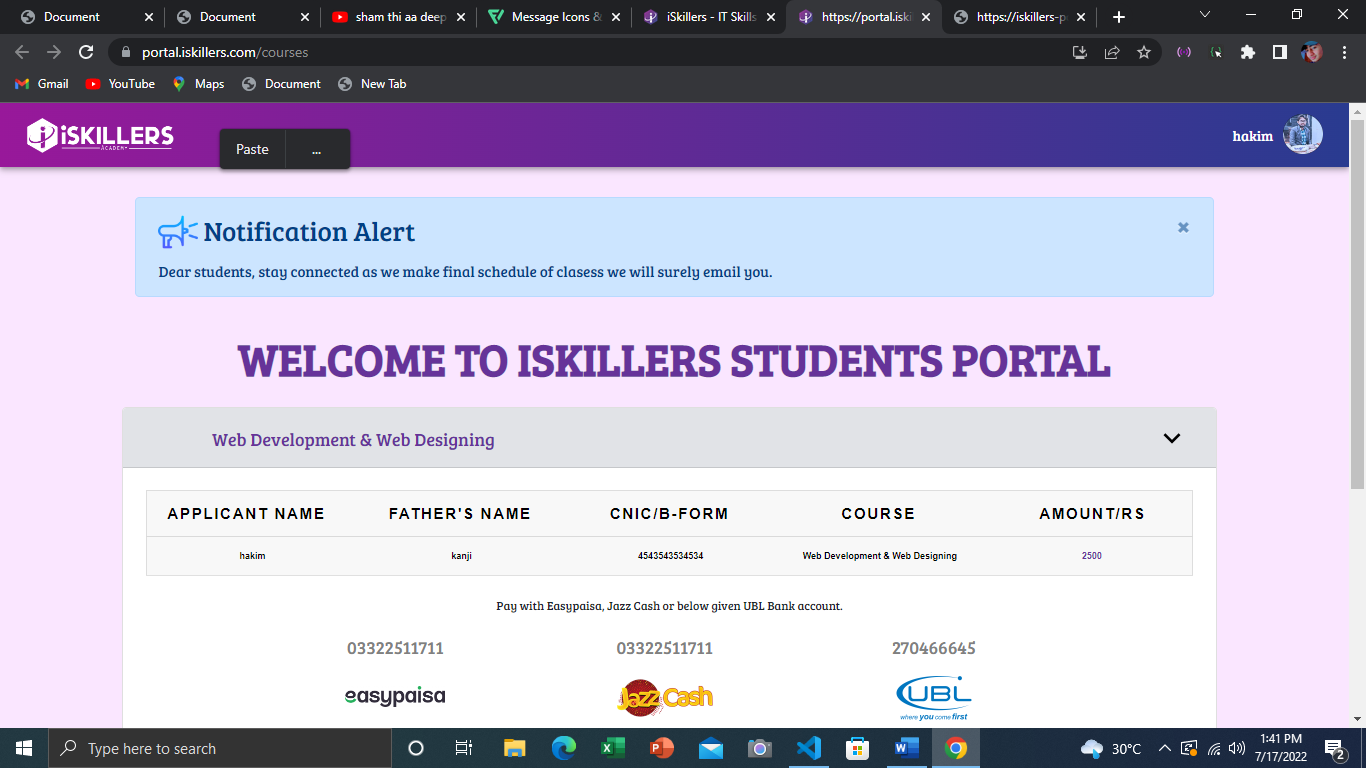 Document
Document
sham thi aa deep
Message Icons &
iSkillers - IT Skills
https://portal.iski
https://iskillers-p
portal.iskillers.com/courses
Gmail
YouTube
Maps
Document
New Tab
iSKILLERS
ACADEMY
Paste
...
hakim
Notification Alert
Dear students, stay connected as we make final schedule of clasess we will surely email you.
WELCOME TO ISKILLERS STUDENTS PORTAL
Web Development & Web Designing
APPLICANT NAME FATHER'S NAME CNIC/B-FORM COURSE AMOUNT/RS
hakim kanji 4543543534534 Web Development & Web Designing 2500
Pay with Easypaisa, Jazz Cash or below given UBL Bank account.
03322511711 03322511711 270466645
easypaisa JazzCash UBL
where you come first
Type here to search
30°C
1:41 PM
7/17/2022
2